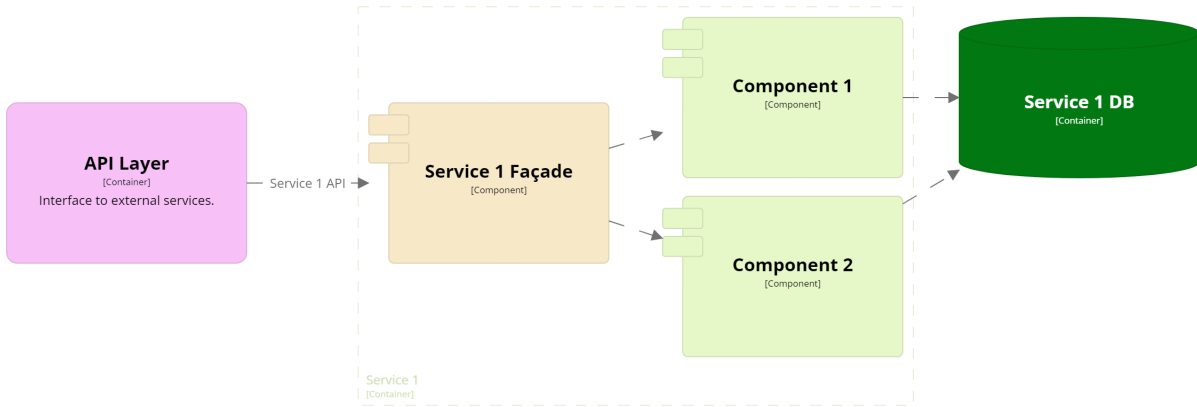 API Layer
[Container]
Interface to external services.
Service 1 API
Service 1 Façade
[Component]
Component 1
[Component]
Component 2
[Component]
Service 1 DB
[Container]
Service 1
[Container]